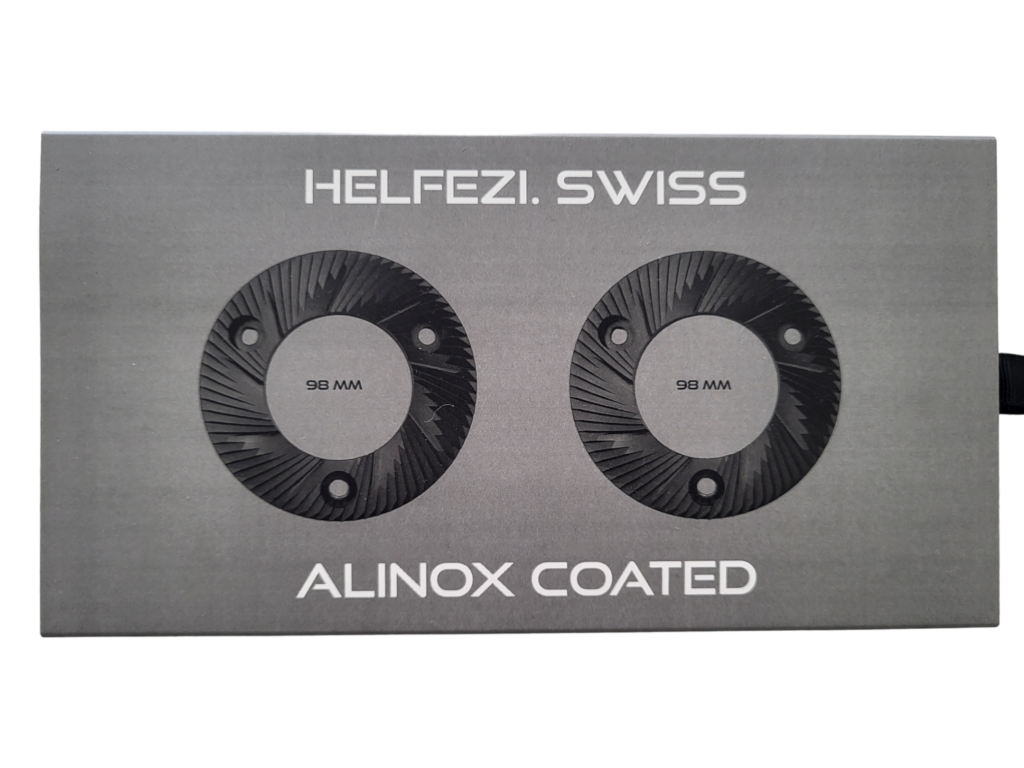 HELFEZI. SWISS
98 MM
98 MM
ALINOX COATED